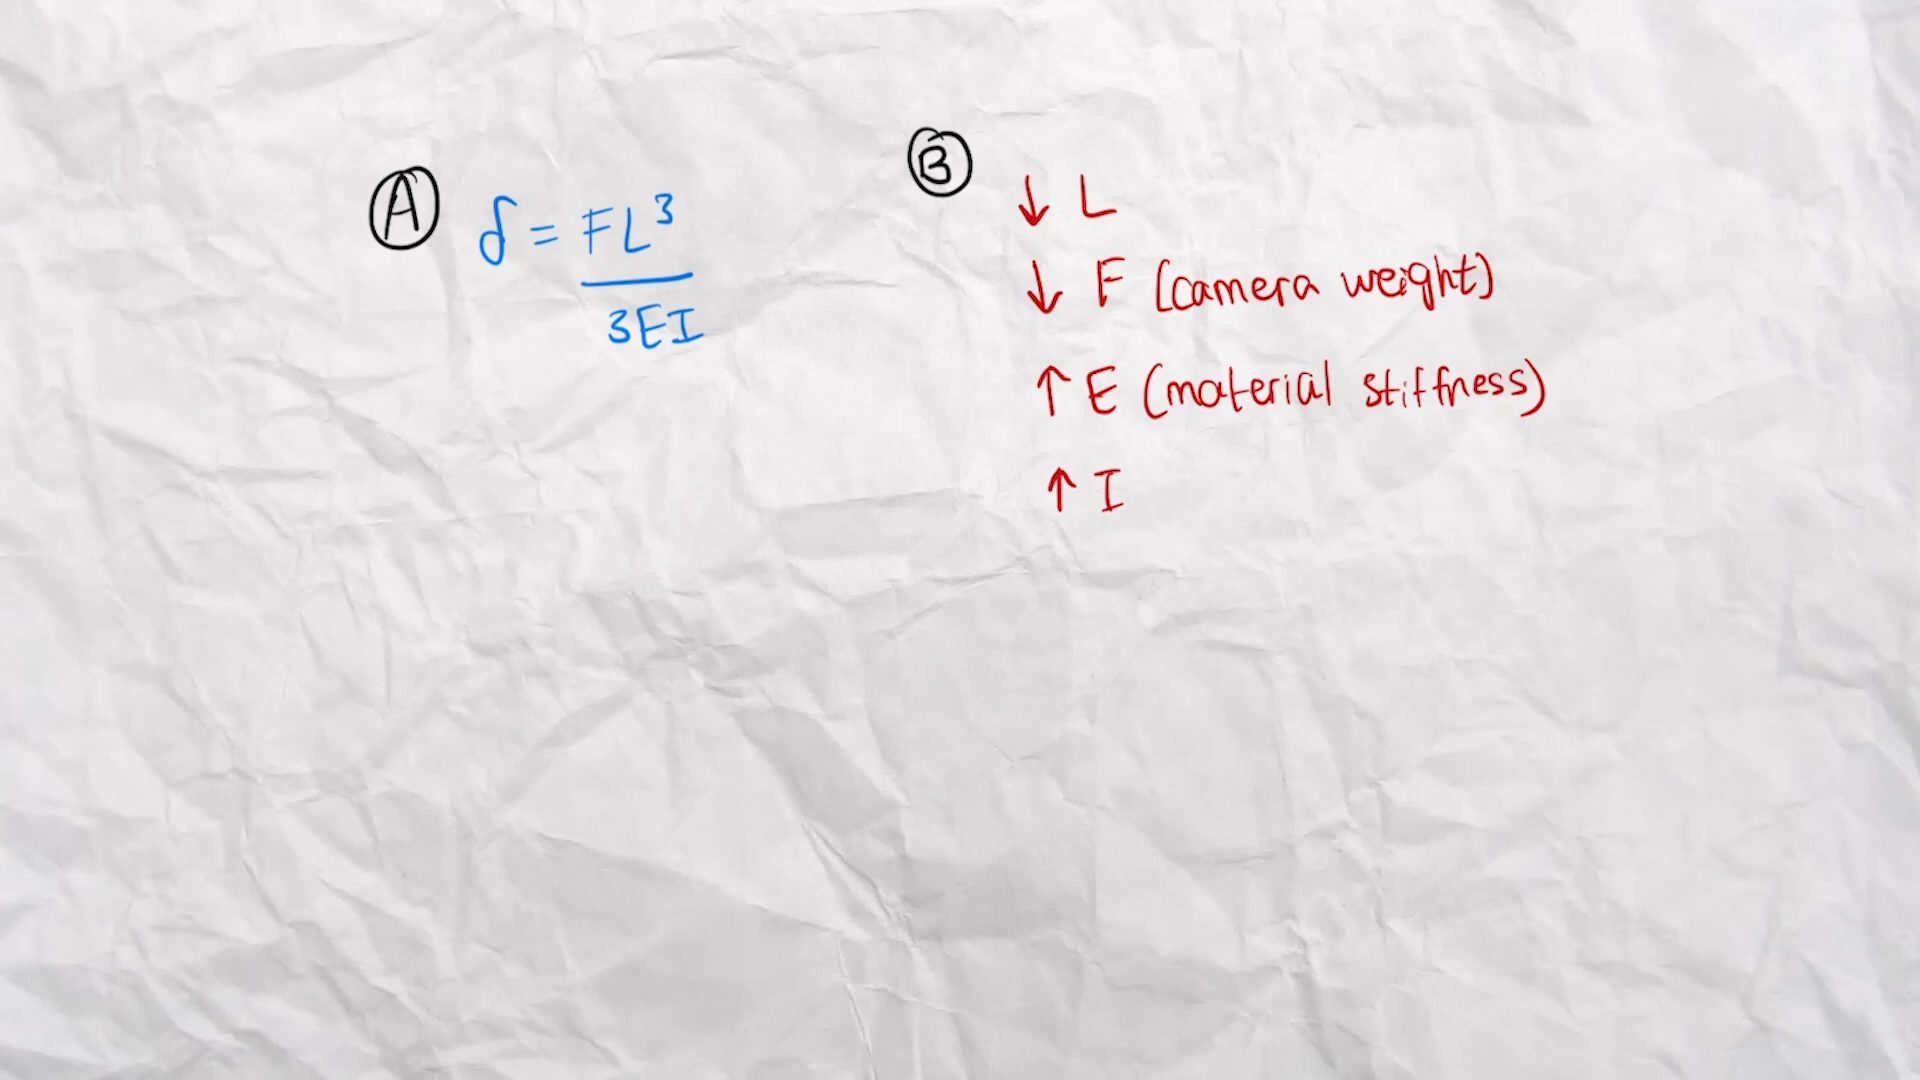 A
δ = FL³
3EI
B
↓ L
↓ F (camera weight)
↑ E (material stiffness)
↑ I